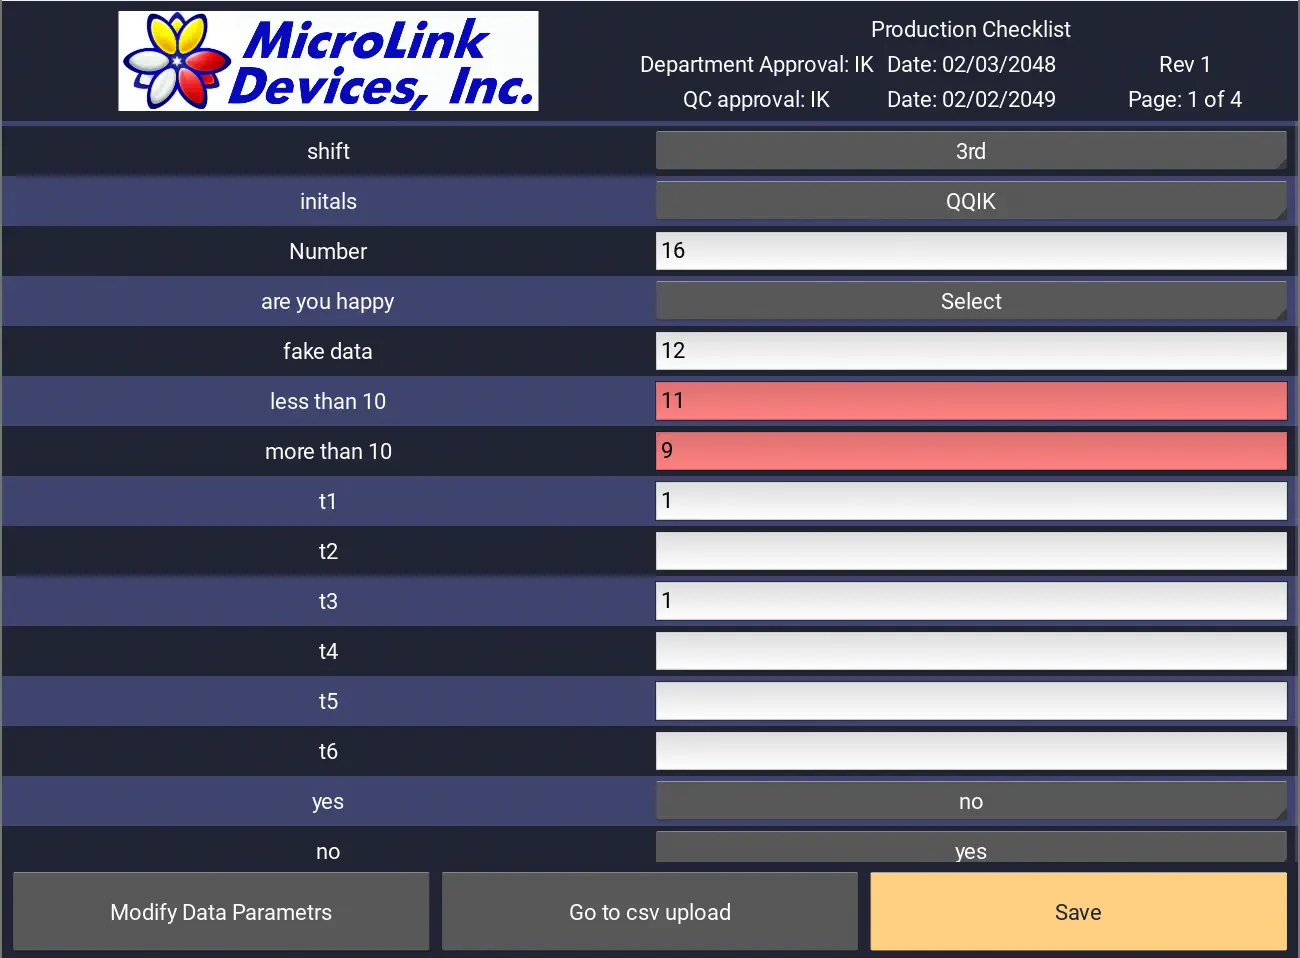 MicroLink
Devices, Inc.
Production Checklist
Department Approval: IK Date: 02/03/2048 Rev 1
QC approval: IK Date: 02/02/2049 Page: 1 of 4
shift 3rd
initals QQIK
Number 16
are you happy Select
fake data 12
less than 10 11
more than 10 9
t1 1
t2
t3 1
t4
t5
t6
yes no
no yes
Modify Data Parametrs Go to csv upload Save